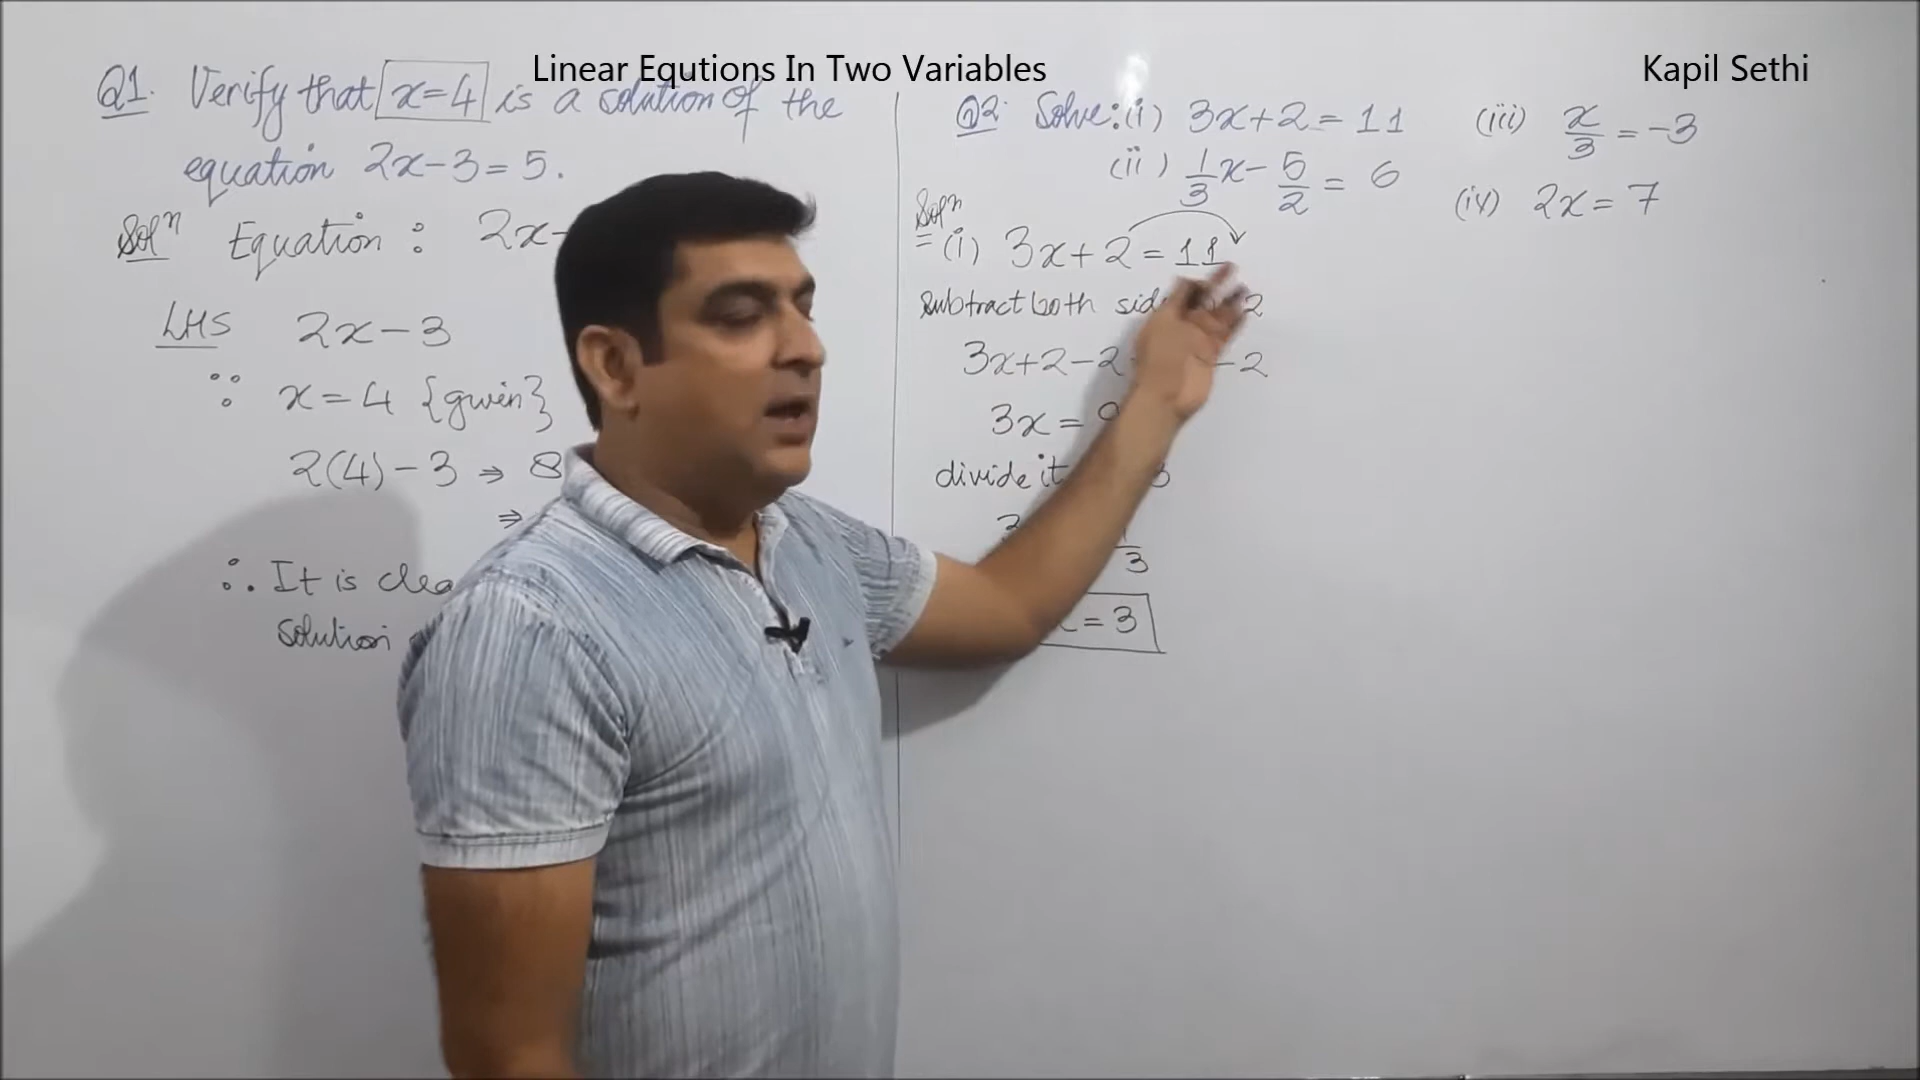 Linear Equtions In Two Variables
Kapil Sethi
Q1. Verify that x=4 is a solution of the
equation 2x-3=5.
Solⁿ Equation : 2x-
LHS 2x-3
∵ x=4 {given}
2(4)-3 ⇒ 8
⇒
∴ It is clea
solution
Q2. Solve: (i) 3x+2=11 (iii) x/3=-3
(ii) 1/3x-5/2=6 (iv) 2x=7
Solⁿ
(i) 3x+2=11
subtract both sid 2
3x+2-2 -2
3x=9
divide it 3
3
=3